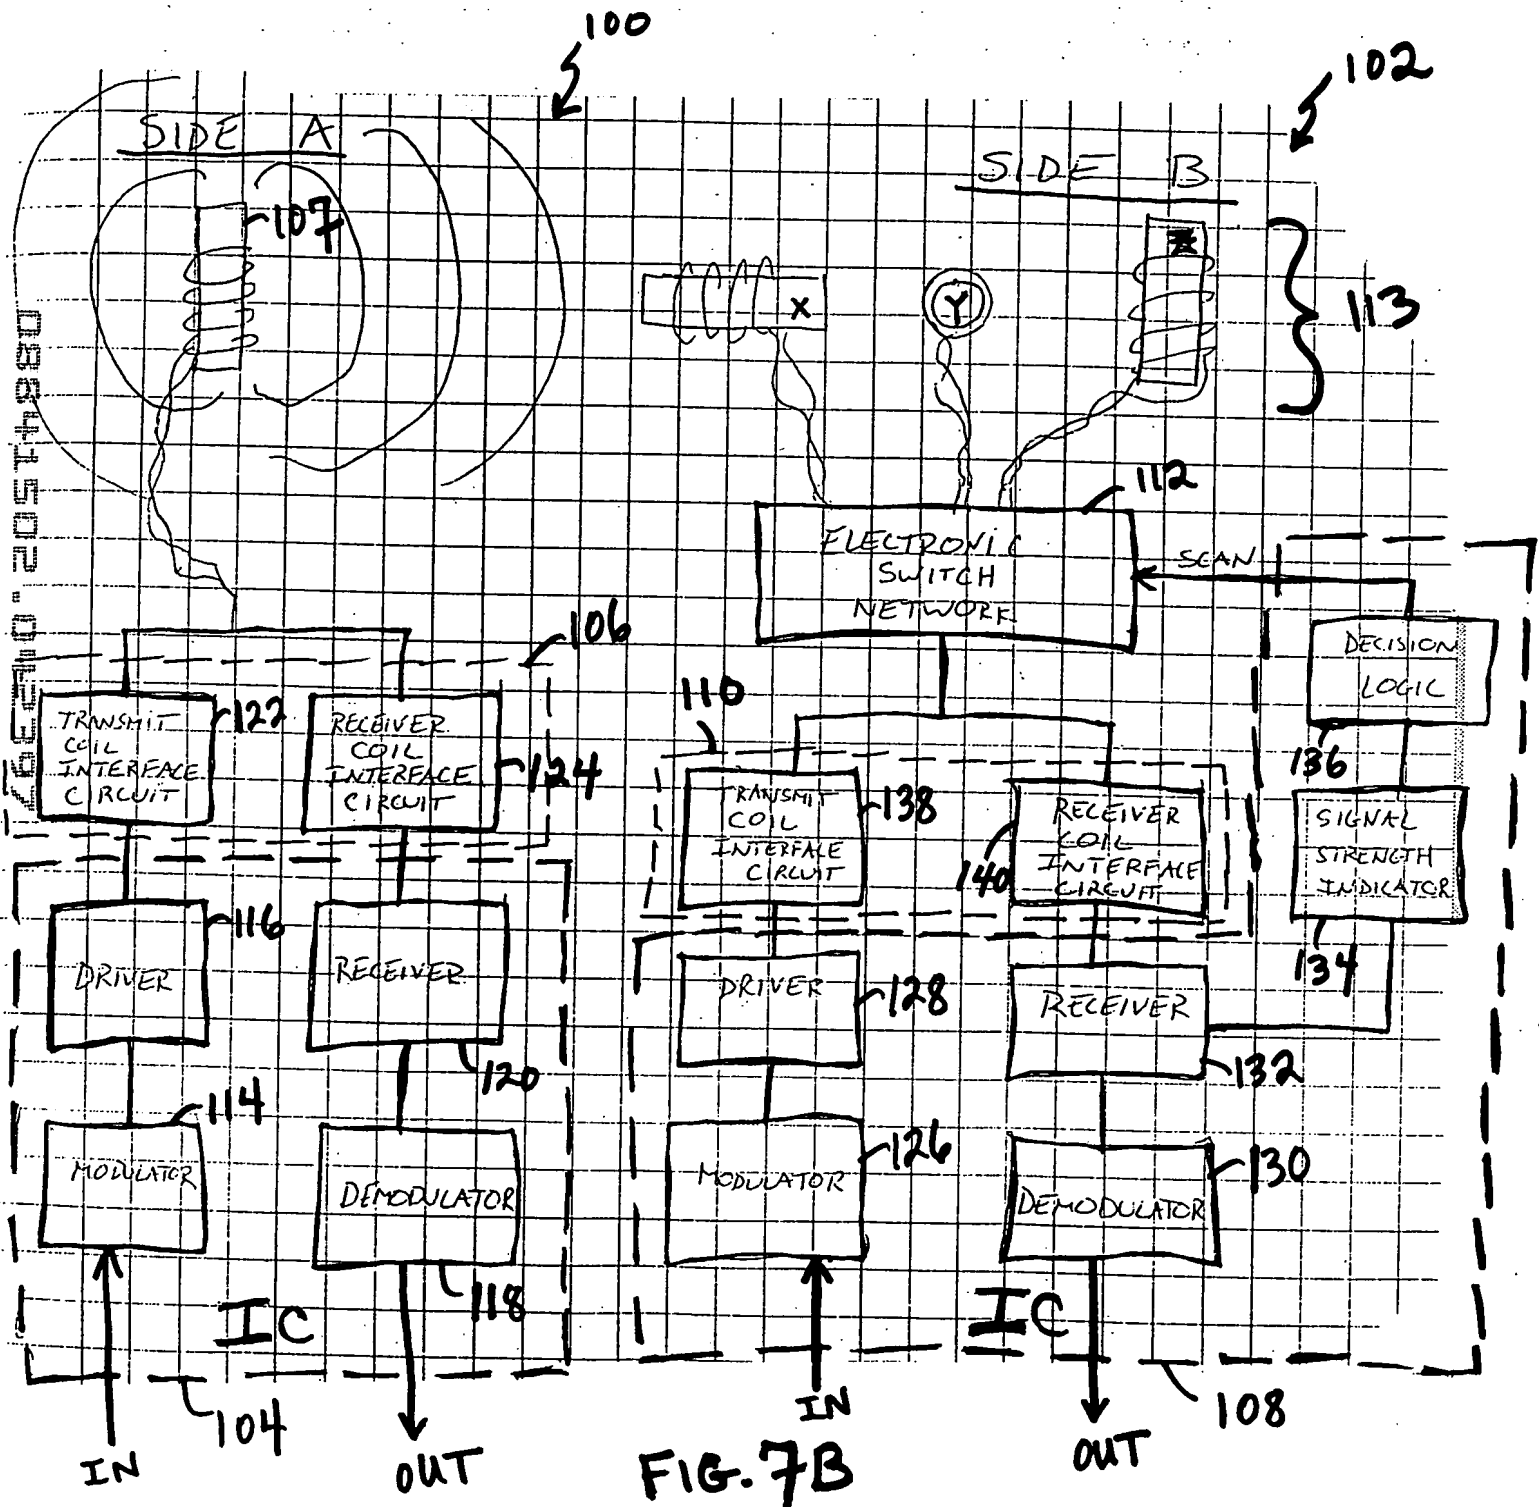 100
102
SIDE A
SIDE B
107
X
Y
Z
113
112
ELECTRONIC
SWITCH
NETWORK
SCAN
106
DECISION
LOGIC
136
110
TRANSMIT
COIL
INTERFACE
CIRCUIT
122
RECEIVER
COIL
INTERFACE
CIRCUIT
124
TRANSMIT
COIL
INTERFACE
CIRCUIT
138
RECEIVER
COIL
INTERFACE
CIRCUIT
140
SIGNAL
STRENGTH
INDICATOR
134
DRIVER
116
RECEIVER
120
DRIVER
128
RECEIVER
132
114
MODULATOR
DEMODULATOR
118
MODULATOR
126
DEMODULATOR
130
IC
IC
104
108
IN
OUT
IN
OUT
FIG. 7B